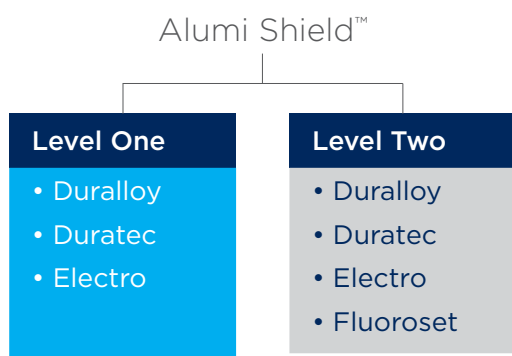 Alumi Shield™
Level One
• Duralloy
• Duratec
• Electro
Level Two
• Duralloy
• Duratec
• Electro
• Fluoroset